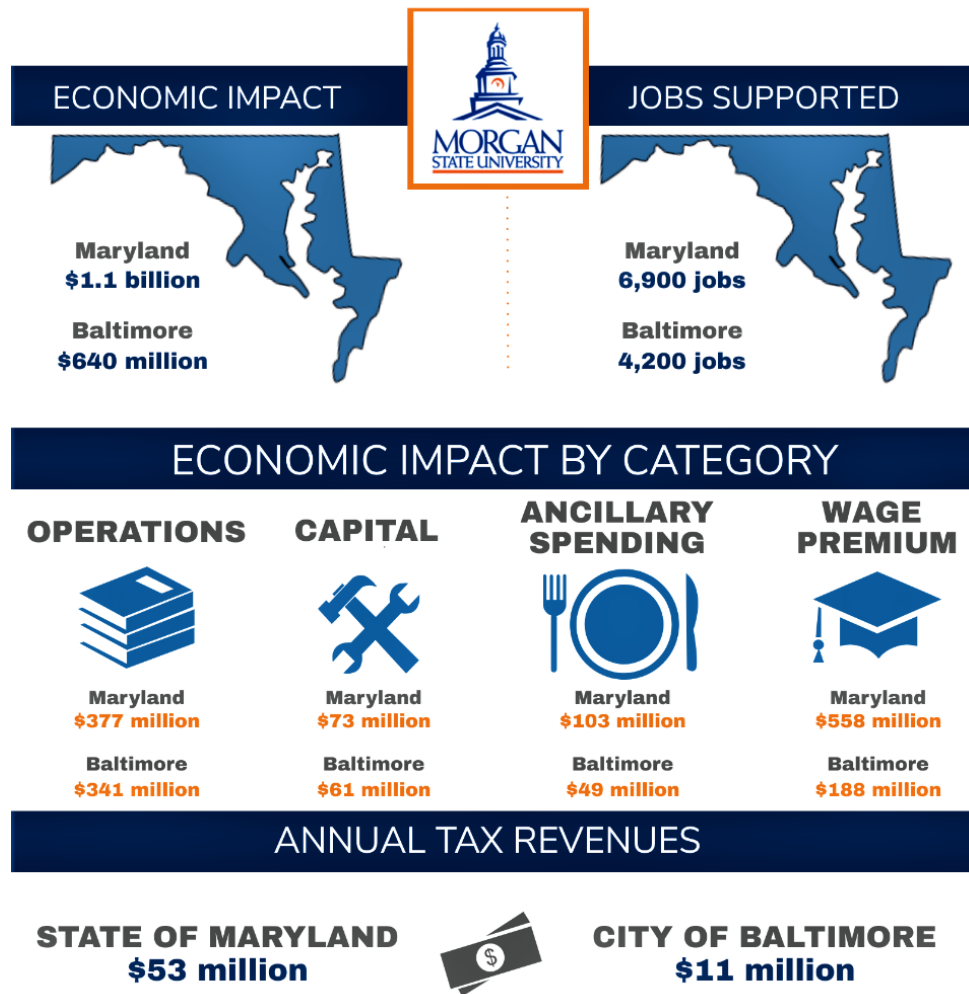 ECONOMIC IMPACT
MORGAN
STATE UNIVERSITY
JOBS SUPPORTED
Maryland
$1.1 billion
Baltimore
$640 million
Maryland
6,900 jobs
Baltimore
4,200 jobs
ECONOMIC IMPACT BY CATEGORY
OPERATIONS
CAPITAL
ANCILLARY
SPENDING
WAGE
PREMIUM
Maryland
$377 million
Baltimore
$341 million
Maryland
$73 million
Baltimore
$61 million
Maryland
$103 million
Baltimore
$49 million
Maryland
$558 million
Baltimore
$188 million
ANNUAL TAX REVENUES
STATE OF MARYLAND
$53 million
$
CITY OF BALTIMORE
$11 million